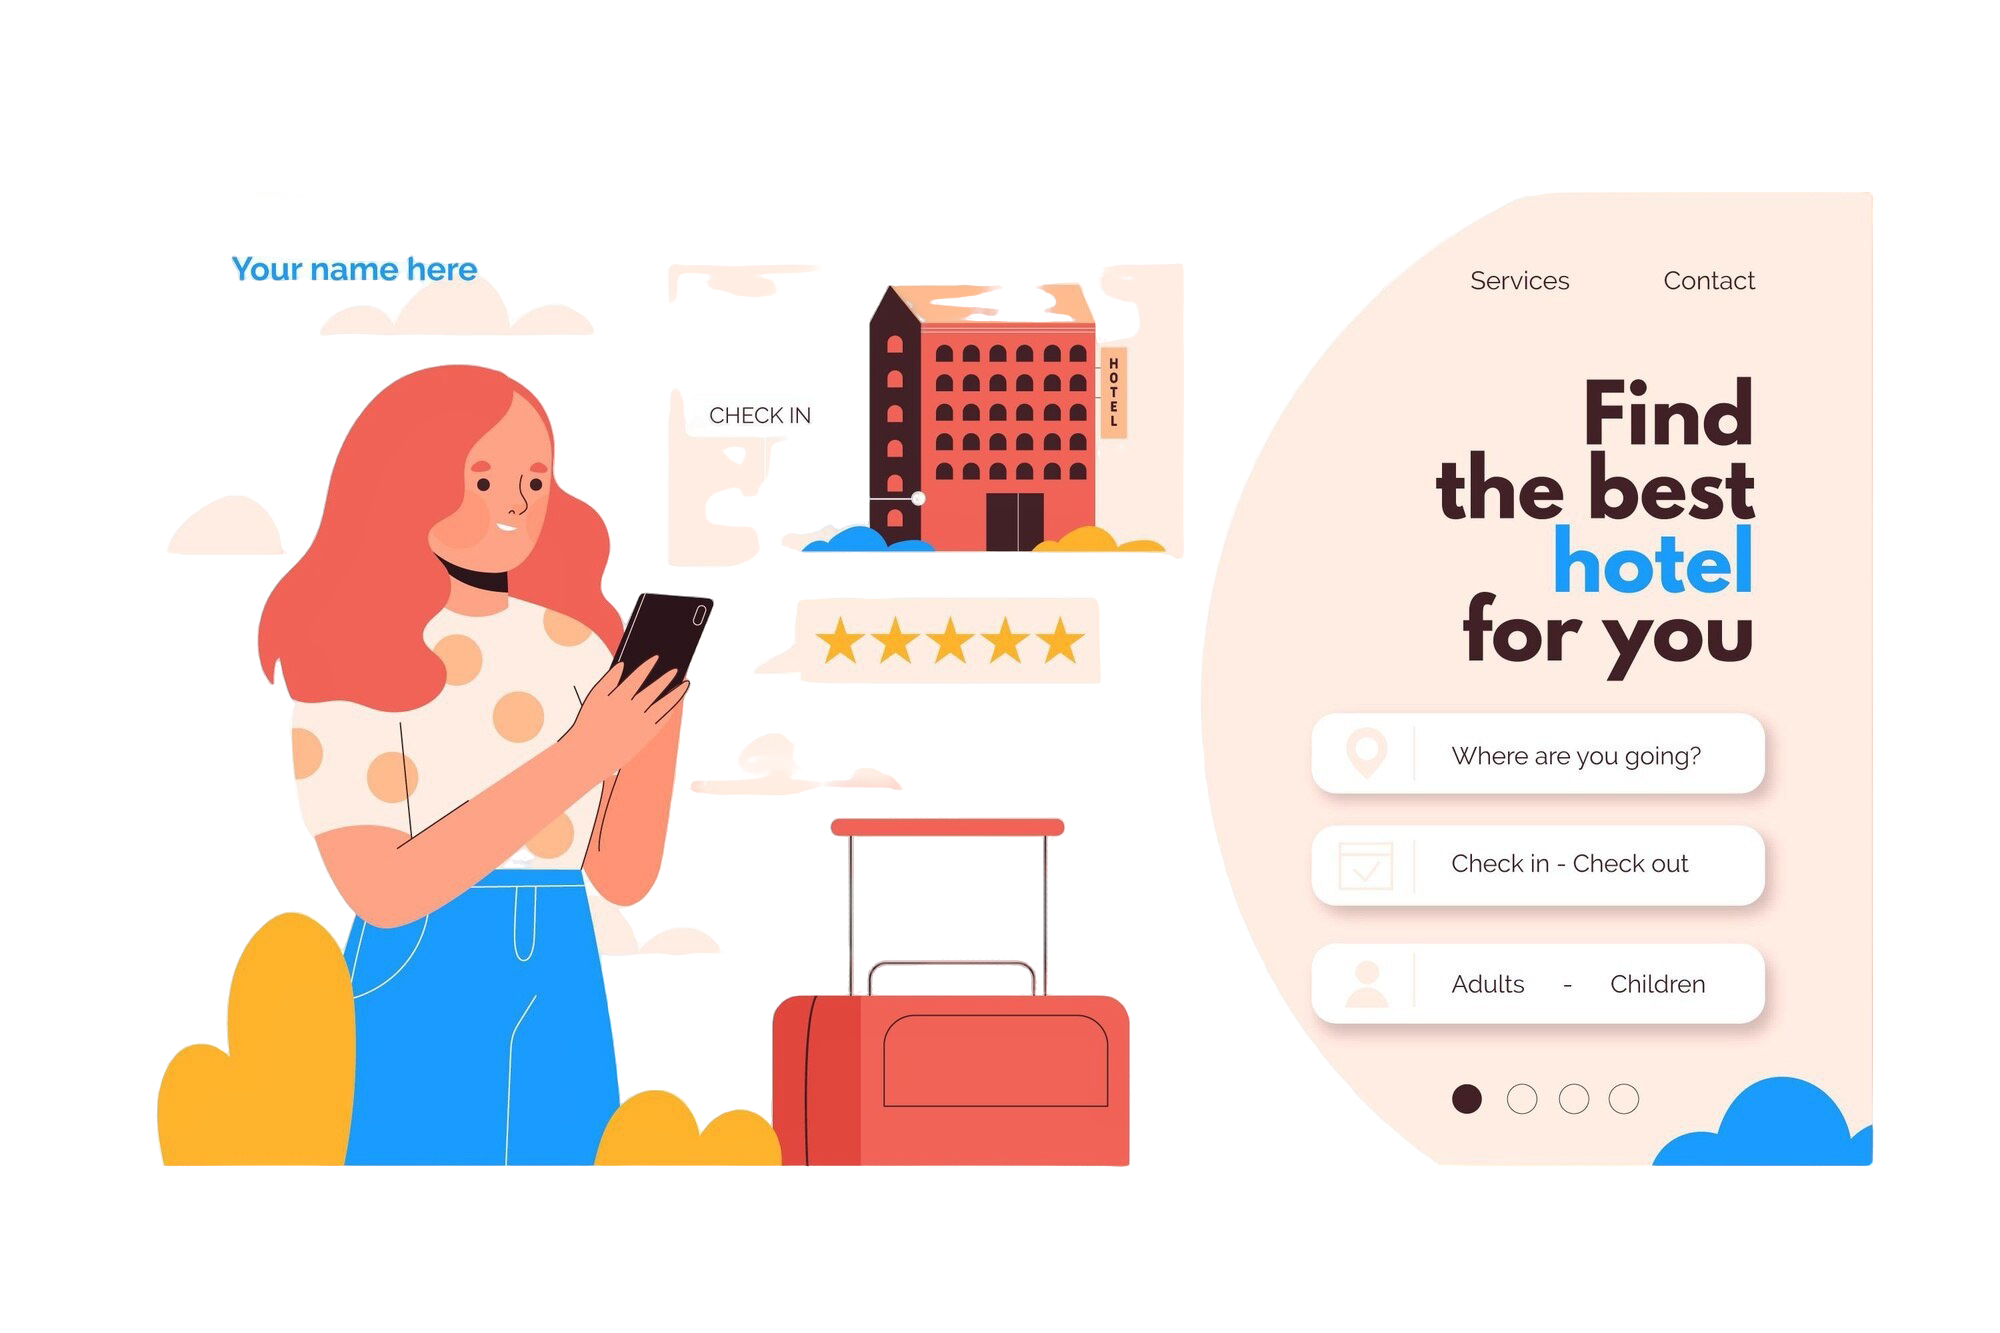 Your name here
CHECK IN
HOTEL
Services
Contact
Find
the best
hotel
for you
Where are you going?
Check in - Check out
Adults - Children